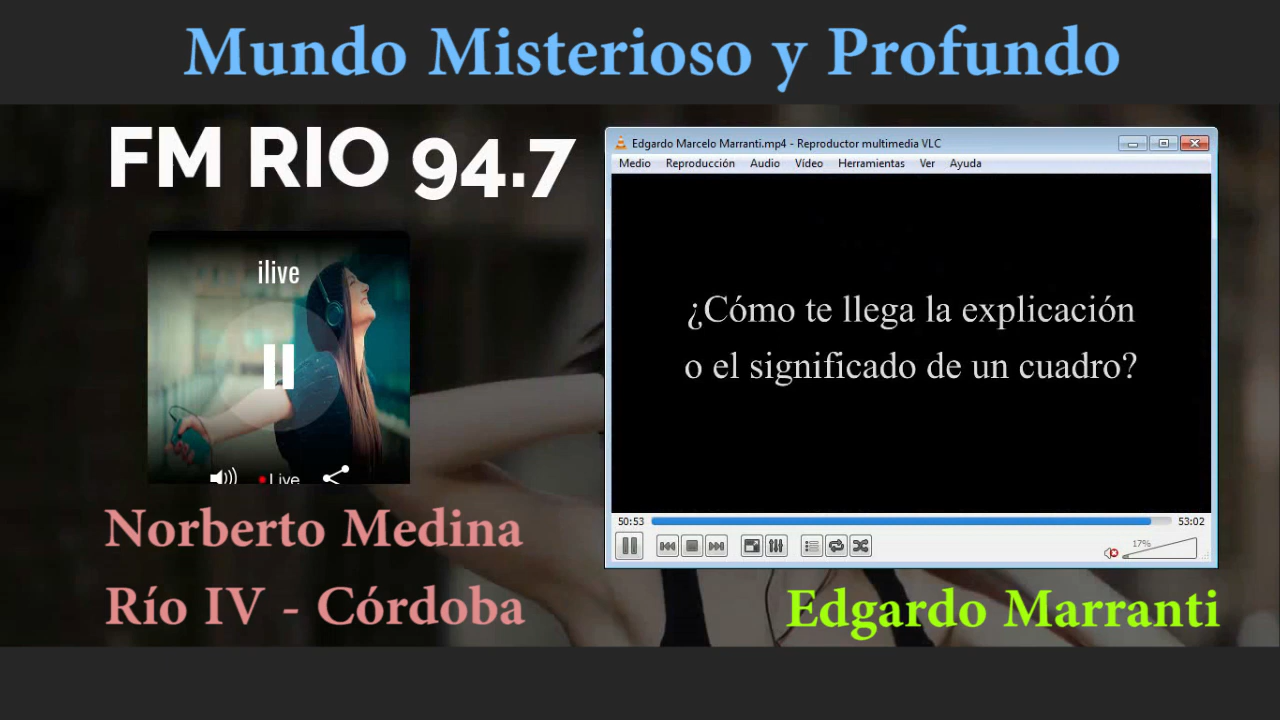 Mundo Misterioso y Profundo
FM RIO 94.7
ilive
Live
Norberto Medina
Río IV - Córdoba
Edgardo Marcelo Marranti.mp4 - Reproductor multimedia VLC
Medio Reproducción Audio Vídeo Herramientas Ver Ayuda
¿Cómo te llega la explicación
o el significado de un cuadro?
50:53 53:02
17%
Edgardo Marranti